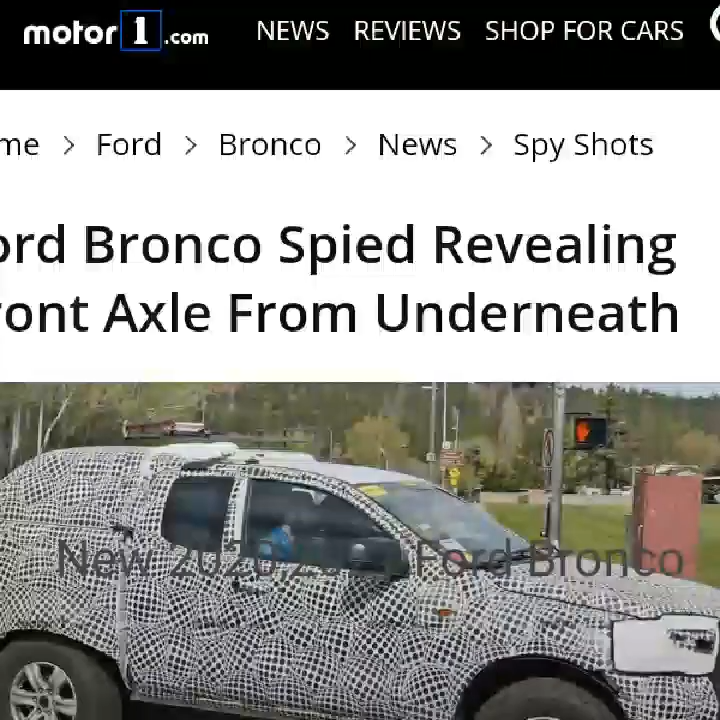 motor1.com NEWS REVIEWS SHOP FOR CARS
me > Ford > Bronco > News > Spy Shots
ord Bronco Spied Revealing
ront Axle From Underneath
New Ford Bronco